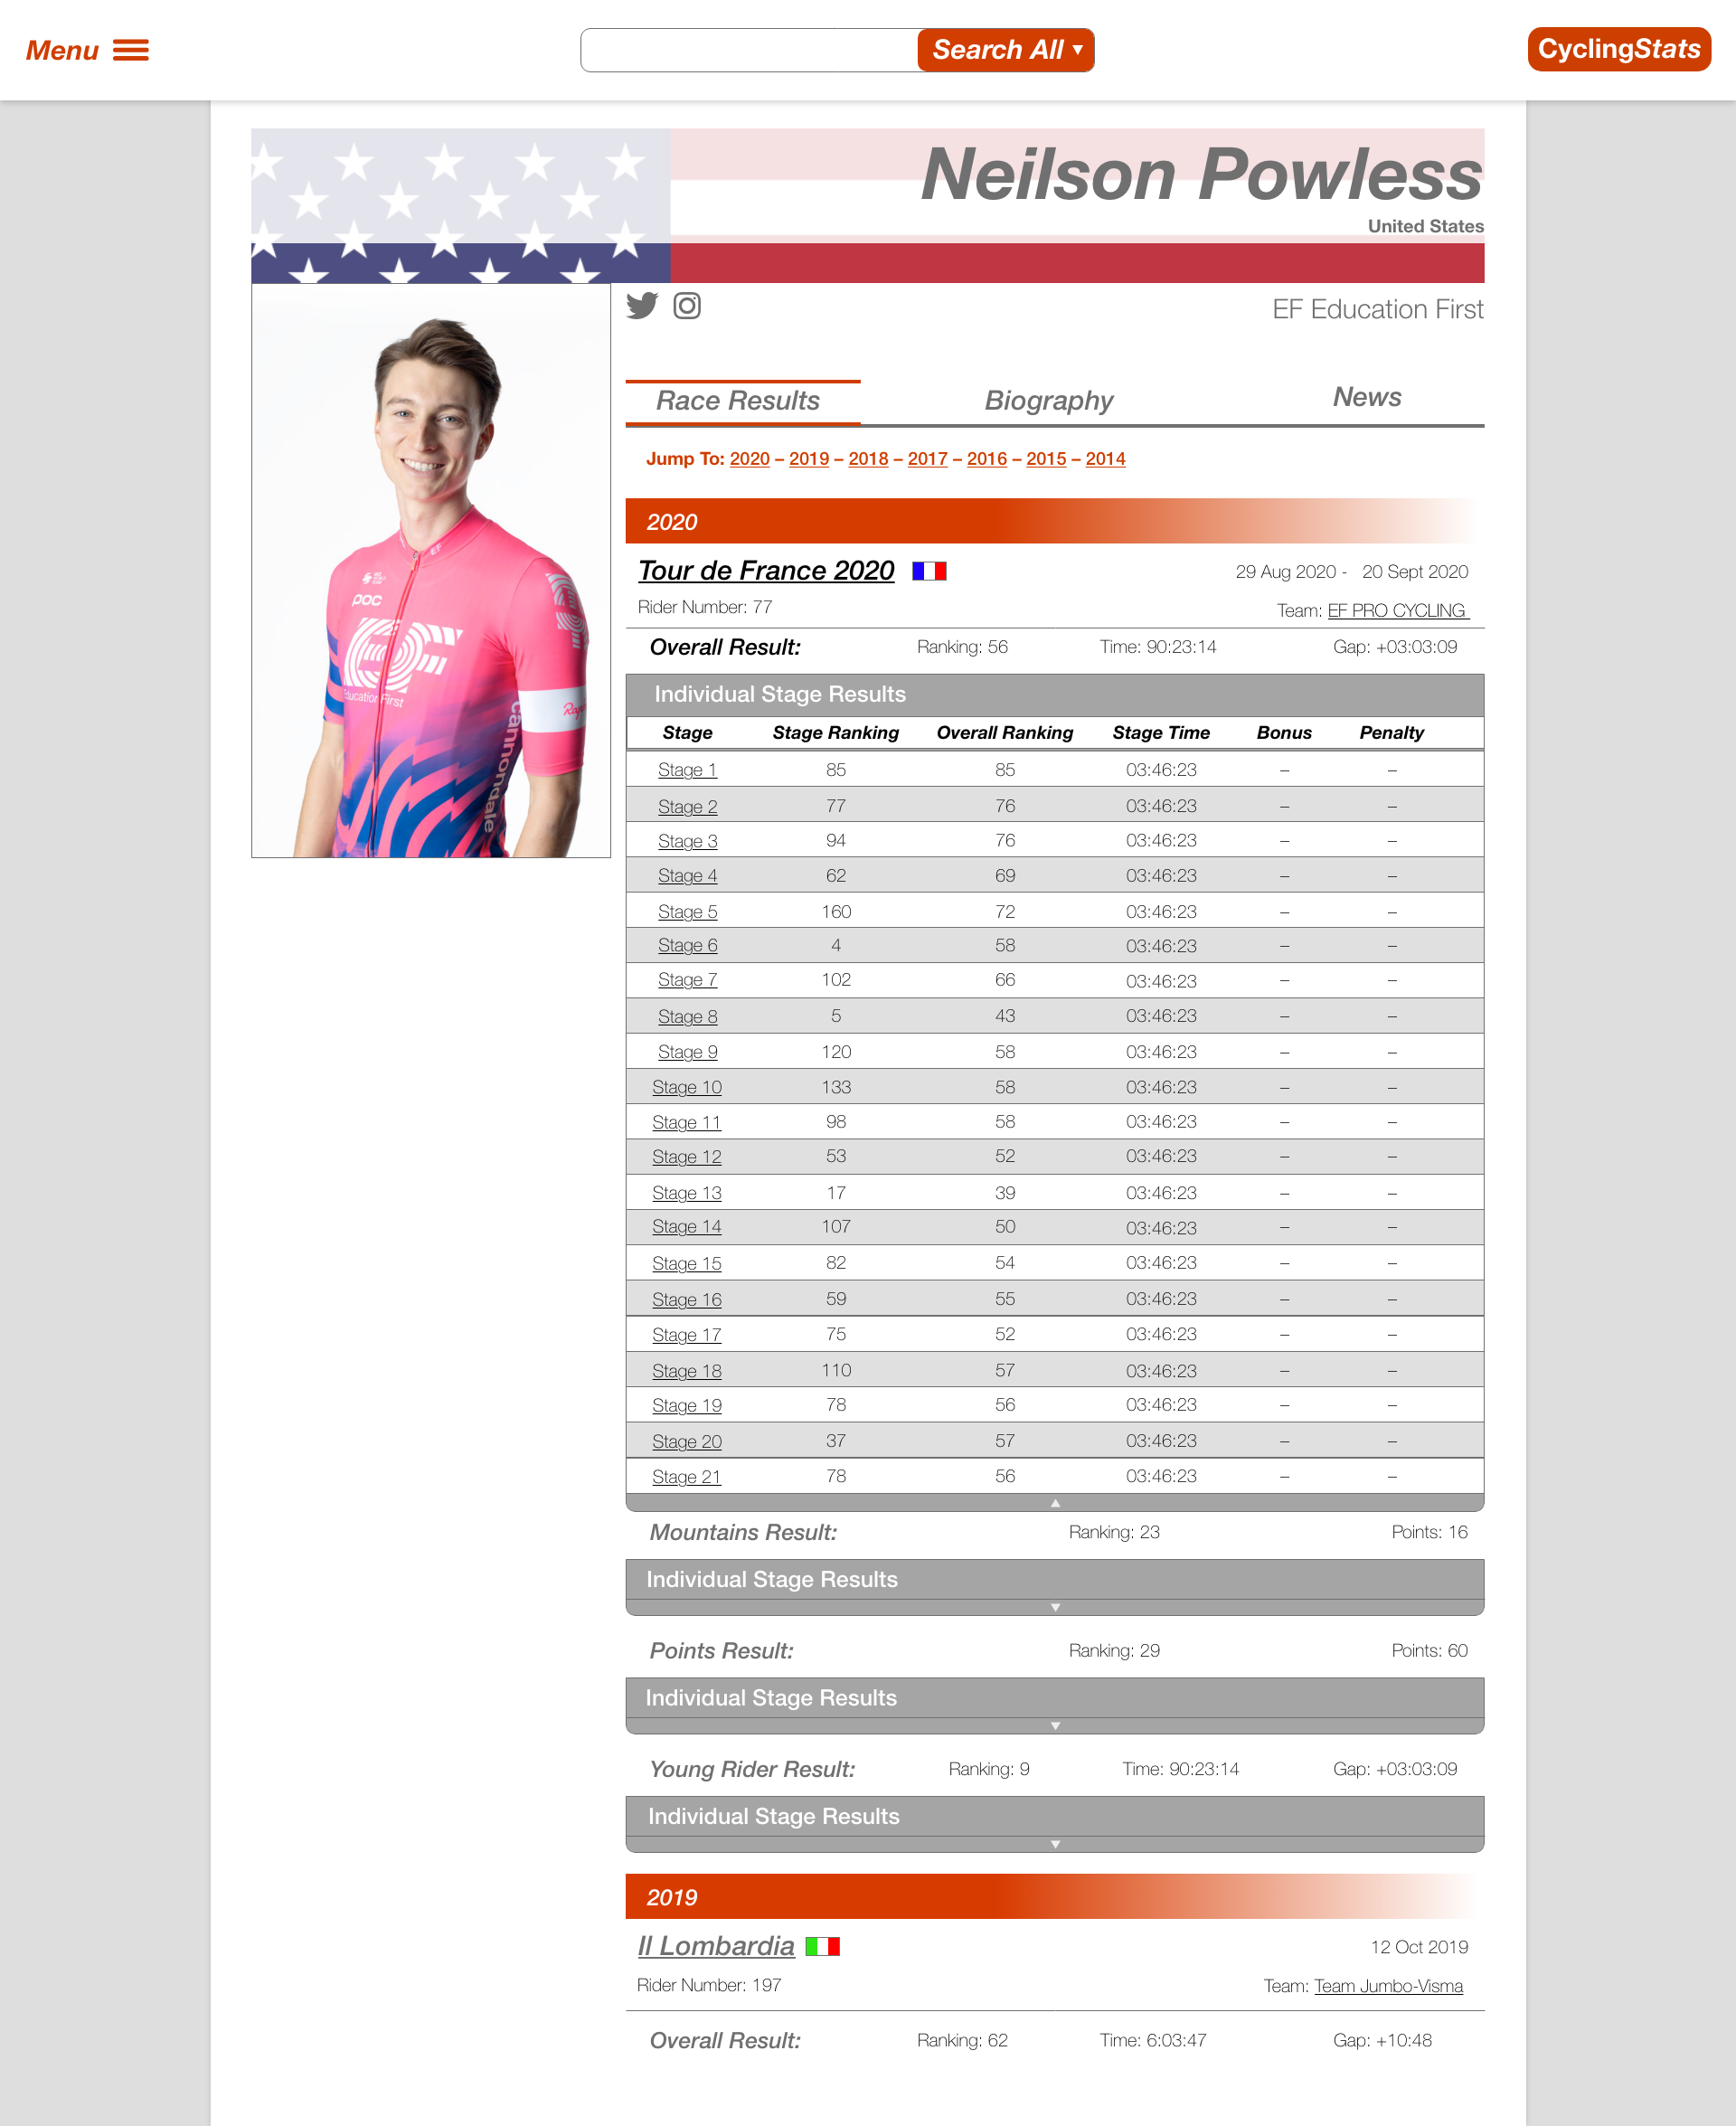 Menu
Search All ▼
CyclingStats
Neilson Powless
United States
EF Education First
Race Results Biography News
Jump To: 2020 – 2019 – 2018 – 2017 – 2016 – 2015 – 2014
2020
Tour de France 2020 29 Aug 2020 - 20 Sept 2020
Rider Number: 77 Team: EF PRO CYCLING
Overall Result: Ranking: 56 Time: 90:23:14 Gap: +03:03:09
Individual Stage Results
Stage Stage Ranking Overall Ranking Stage Time Bonus Penalty
Stage 1 85 85 03:46:23 – –
Stage 2 77 76 03:46:23 – –
Stage 3 94 76 03:46:23 – –
Stage 4 62 69 03:46:23 – –
Stage 5 160 72 03:46:23 – –
Stage 6 4 58 03:46:23 – –
Stage 7 102 66 03:46:23 – –
Stage 8 5 43 03:46:23 – –
Stage 9 120 58 03:46:23 – –
Stage 10 133 58 03:46:23 – –
Stage 11 98 58 03:46:23 – –
Stage 12 53 52 03:46:23 – –
Stage 13 17 39 03:46:23 – –
Stage 14 107 50 03:46:23 – –
Stage 15 82 54 03:46:23 – –
Stage 16 59 55 03:46:23 – –
Stage 17 75 52 03:46:23 – –
Stage 18 110 57 03:46:23 – –
Stage 19 78 56 03:46:23 – –
Stage 20 37 57 03:46:23 – –
Stage 21 78 56 03:46:23 – –
Mountains Result: Ranking: 23 Points: 16
Individual Stage Results
Points Result: Ranking: 29 Points: 60
Individual Stage Results
Young Rider Result: Ranking: 9 Time: 90:23:14 Gap: +03:03:09
Individual Stage Results
2019
Il Lombardia 12 Oct 2019
Rider Number: 197 Team: Team Jumbo-Visma
Overall Result: Ranking: 62 Time: 6:03:47 Gap: +10:48
EF
POC
EF
Education First
cannondale